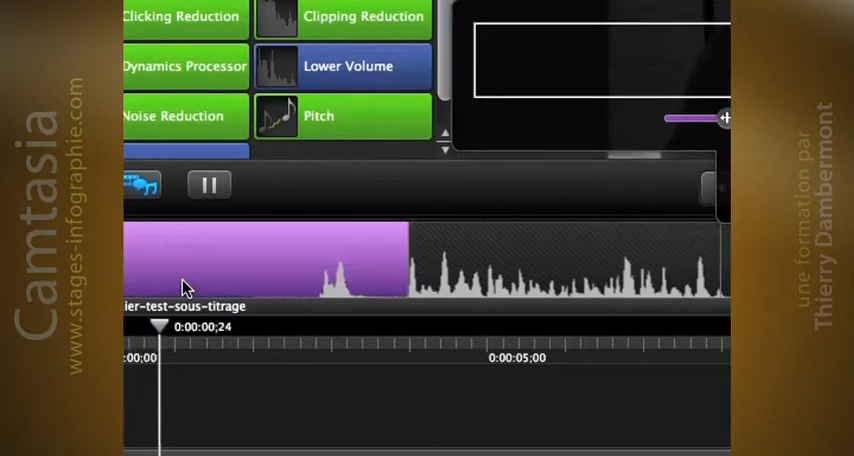 Clicking Reduction
Clipping Reduction
Dynamics Processor
Lower Volume
Noise Reduction
Pitch
ier-test-sous-titrage
0:00:00;24
:00;00
0:00:05;00
Camtasia
www.stages-infographie.com
une formation par
Thierry Dambermont